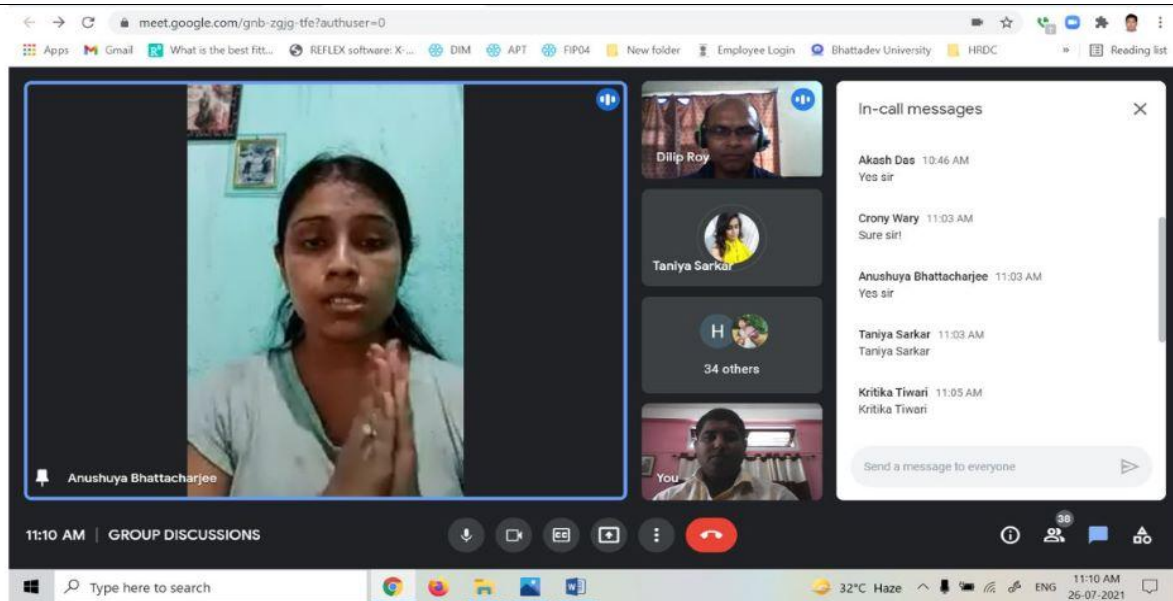 meet.google.com/gnb-zgjg-tfe?authuser=0
Apps Gmail What is the best fitt... REFLEX software: X-... DIM APT FIP04 New folder Employee Login Bhattadev University HRDC » Reading list
In-call messages
Akash Das 10:46 AM
Yes sir
Crony Wary 11:03 AM
Sure sir!
Anushuya Bhattacharjee 11:03 AM
Yes sir
Taniya Sarkar 11:03 AM
Taniya Sarkar
Kritika Tiwari 11:05 AM
Kritika Tiwari
Send a message to everyone
Dilip Roy
Taniya Sarkar
H
34 others
You
Anushuya Bhattacharjee
11:10 AM | GROUP DISCUSSIONS
CC
38
Type here to search
W
32°C Haze
ENG
11:10 AM
26-07-2021